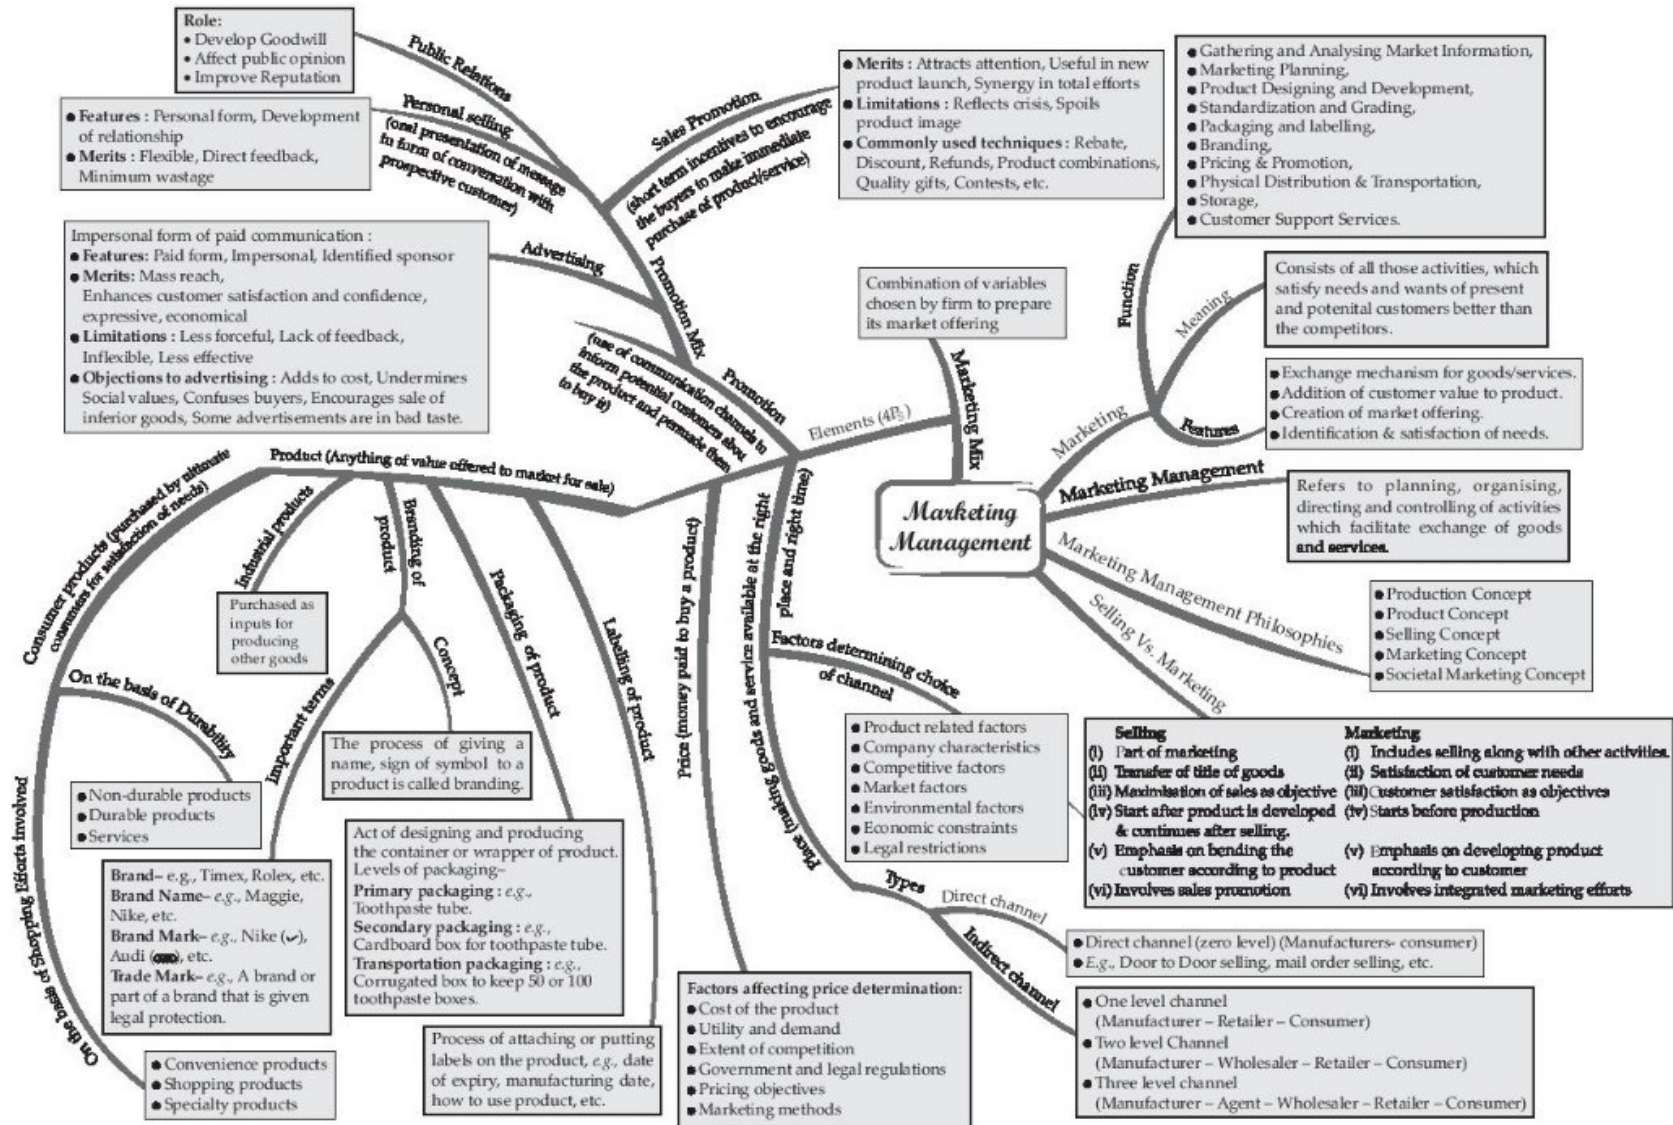 Role:
• Develop Goodwill
• Affect public opinion
• Improve Reputation
Public Relations
• Features : Personal form, Development
of relationship
• Merits : Flexible, Direct feedback,
Minimum wastage
Personal selling
(oral presentation of message
in form of conversation with
prospective customer)
Sales Promotion
(short term incentives to encourage
the buyers to make immediate
purchase of product/service)
• Merits : Attracts attention, Useful in new
product launch, Synergy in total efforts
• Limitations : Reflects crisis, Spoils
product image
• Commonly used techniques : Rebate,
Discount, Refunds, Product combinations,
Quality gifts, Contests, etc.
Impersonal form of paid communication :
• Features: Paid form, Impersonal, Identified sponsor
• Merits: Mass reach,
Enhances customer satisfaction and confidence,
expressive, economical
• Limitations : Less forceful, Lack of feedback,
Inflexible, Less effective
• Objections to advertising : Adds to cost, Undermines
Social values, Confuses buyers, Encourages sale of
inferior goods, Some advertisements are in bad taste.
Advertising
Promotion Mix
Promotion
(use of communication channels to
inform potential customers abou
the product and persuade them
to buy it)
Combination of variables
chosen by firm to prepare
its market offering
Marketing Mix
Elements (4Ps)
• Gathering and Analysing Market Information,
• Marketing Planning,
• Product Designing and Development,
• Standardization and Grading,
• Packaging and labelling,
• Branding,
• Pricing & Promotion,
• Physical Distribution & Transportation,
• Storage,
• Customer Support Services.
Function
Meaning
Consists of all those activities, which
satisfy needs and wants of present
and potenital customers better than
the competitors.
Marketing
Features
• Exchange mechanism for goods/services.
• Addition of customer value to product.
• Creation of market offering.
• Identification & satisfaction of needs.
Marketing
Management
Marketing Management
Refers to planning, organising,
directing and controlling of activities
which facilitate exchange of goods
and services.
Marketing Management Philosophies
• Production Concept
• Product Concept
• Selling Concept
• Marketing Concept
• Societal Marketing Concept
Selling Vs. Marketing
Selling Marketing
(i) Part of marketing (i) Includes selling along with other activities.
(ii) Transfer of title of goods (ii) Satisfaction of customer needs
(iii) Maximisation of sales as objective (iii) Customer satisfaction as objectives
(iv) Start after product is developed (iv) Starts before production
& continues after selling.
(v) Emphasis on bending the (v) Emphasis on developing product
customer according to product according to customer
(vi) Involves sales promotion (vi) Involves integrated marketing efforts
Product (Anything of value offered to market for sale)
Consumer products (purchased by ultimate
consumers for satisfaction of needs)
Industrial products
Purchased as
inputs for
producing
other goods
Branding of
product
Concept
The process of giving a
name, sign of symbol to a
product is called branding.
Important terms
Brand– e.g., Timex, Rolex, etc.
Brand Name– e.g., Maggie,
Nike, etc.
Brand Mark– e.g., Nike (),
Audi (), etc.
Trade Mark– e.g., A brand or
part of a brand that is given
legal protection.
Packaging of product
Act of designing and producing
the container or wrapper of product.
Levels of packaging–
Primary packaging : e.g.,
Toothpaste tube.
Secondary packaging : e.g.,
Cardboard box for toothpaste tube.
Transportation packaging : e.g.,
Corrugated box to keep 50 or 100
toothpaste boxes.
Labelling of product
Process of attaching or putting
labels on the product, e.g., date
of expiry, manufacturing date,
how to use product, etc.
On the basis of Durability
• Non-durable products
• Durable products
• Services
On the basis of Shopping Efforts involved
• Convenience products
• Shopping products
• Specialty products
Price (money paid to buy a product)
Factors affecting price determination:
• Cost of the product
• Utility and demand
• Extent of competition
• Government and legal regulations
• Pricing objectives
• Marketing methods
Place (making goods and service available at the right
place and right time)
Factors determining choice
of channel
• Product related factors
• Company characteristics
• Competitive factors
• Market factors
• Environmental factors
• Economic constraints
• Legal restrictions
Types
Direct channel
• Direct channel (zero level) (Manufacturers- consumer)
• E.g., Door to Door selling, mail order selling, etc.
Indirect channel
• One level channel
(Manufacturer – Retailer – Consumer)
• Two level Channel
(Manufacturer – Wholesaler – Retailer – Consumer)
• Three level channel
(Manufacturer – Agent – Wholesaler – Retailer – Consumer)